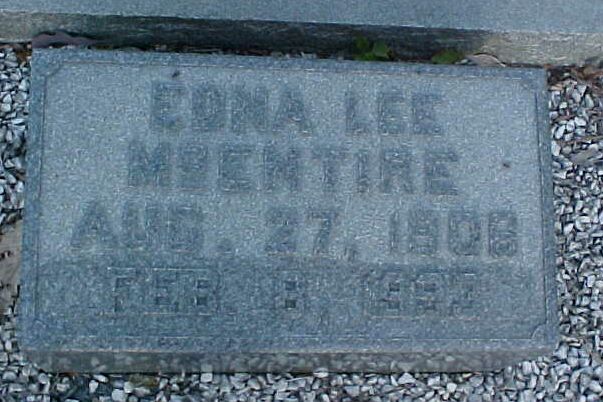 EDNA LEE
McENTIRE
AUG. 27, 1908
FEB.